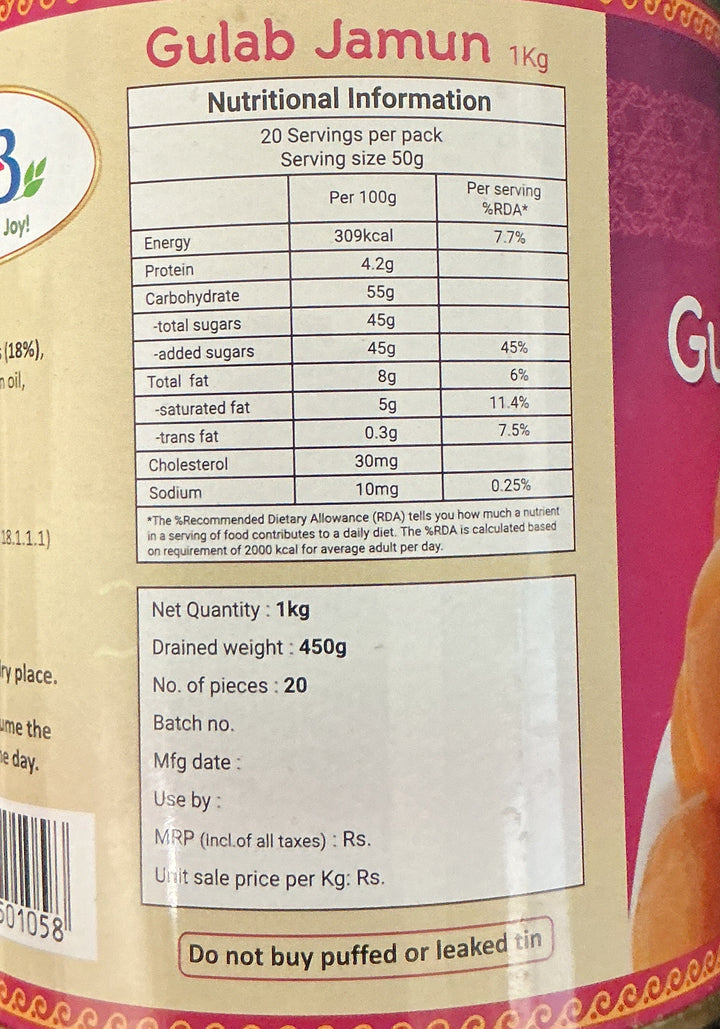 Gulab Jamun 1Kg
Nutritional Information
20 Servings per pack
Serving size 50g
Per 100g Per serving %RDA*
Energy 309kcal 7.7%
Protein 4.2g
Carbohydrate 55g
-total sugars 45g
-added sugars 45g 45%
Total fat 8g 6%
-saturated fat 5g 11.4%
-trans fat 0.3g 7.5%
Cholesterol 30mg
Sodium 10mg 0.25%
*The %Recommended Dietary Allowance (RDA) tells you how much a nutrient
in a serving of food contributes to a daily diet. The %RDA is calculated based
on requirement of 2000 kcal for average adult per day.
Net Quantity : 1kg
Drained weight : 450g
No. of pieces : 20
Batch no.
Mfg date :
Use by :
MRP (incl.of all taxes) : Rs.
Unit sale price per Kg: Rs.
Do not buy puffed or leaked tin
Joy!
(18%),
oil,
18.1.1.1)
place.
the
day.
501058
Gu